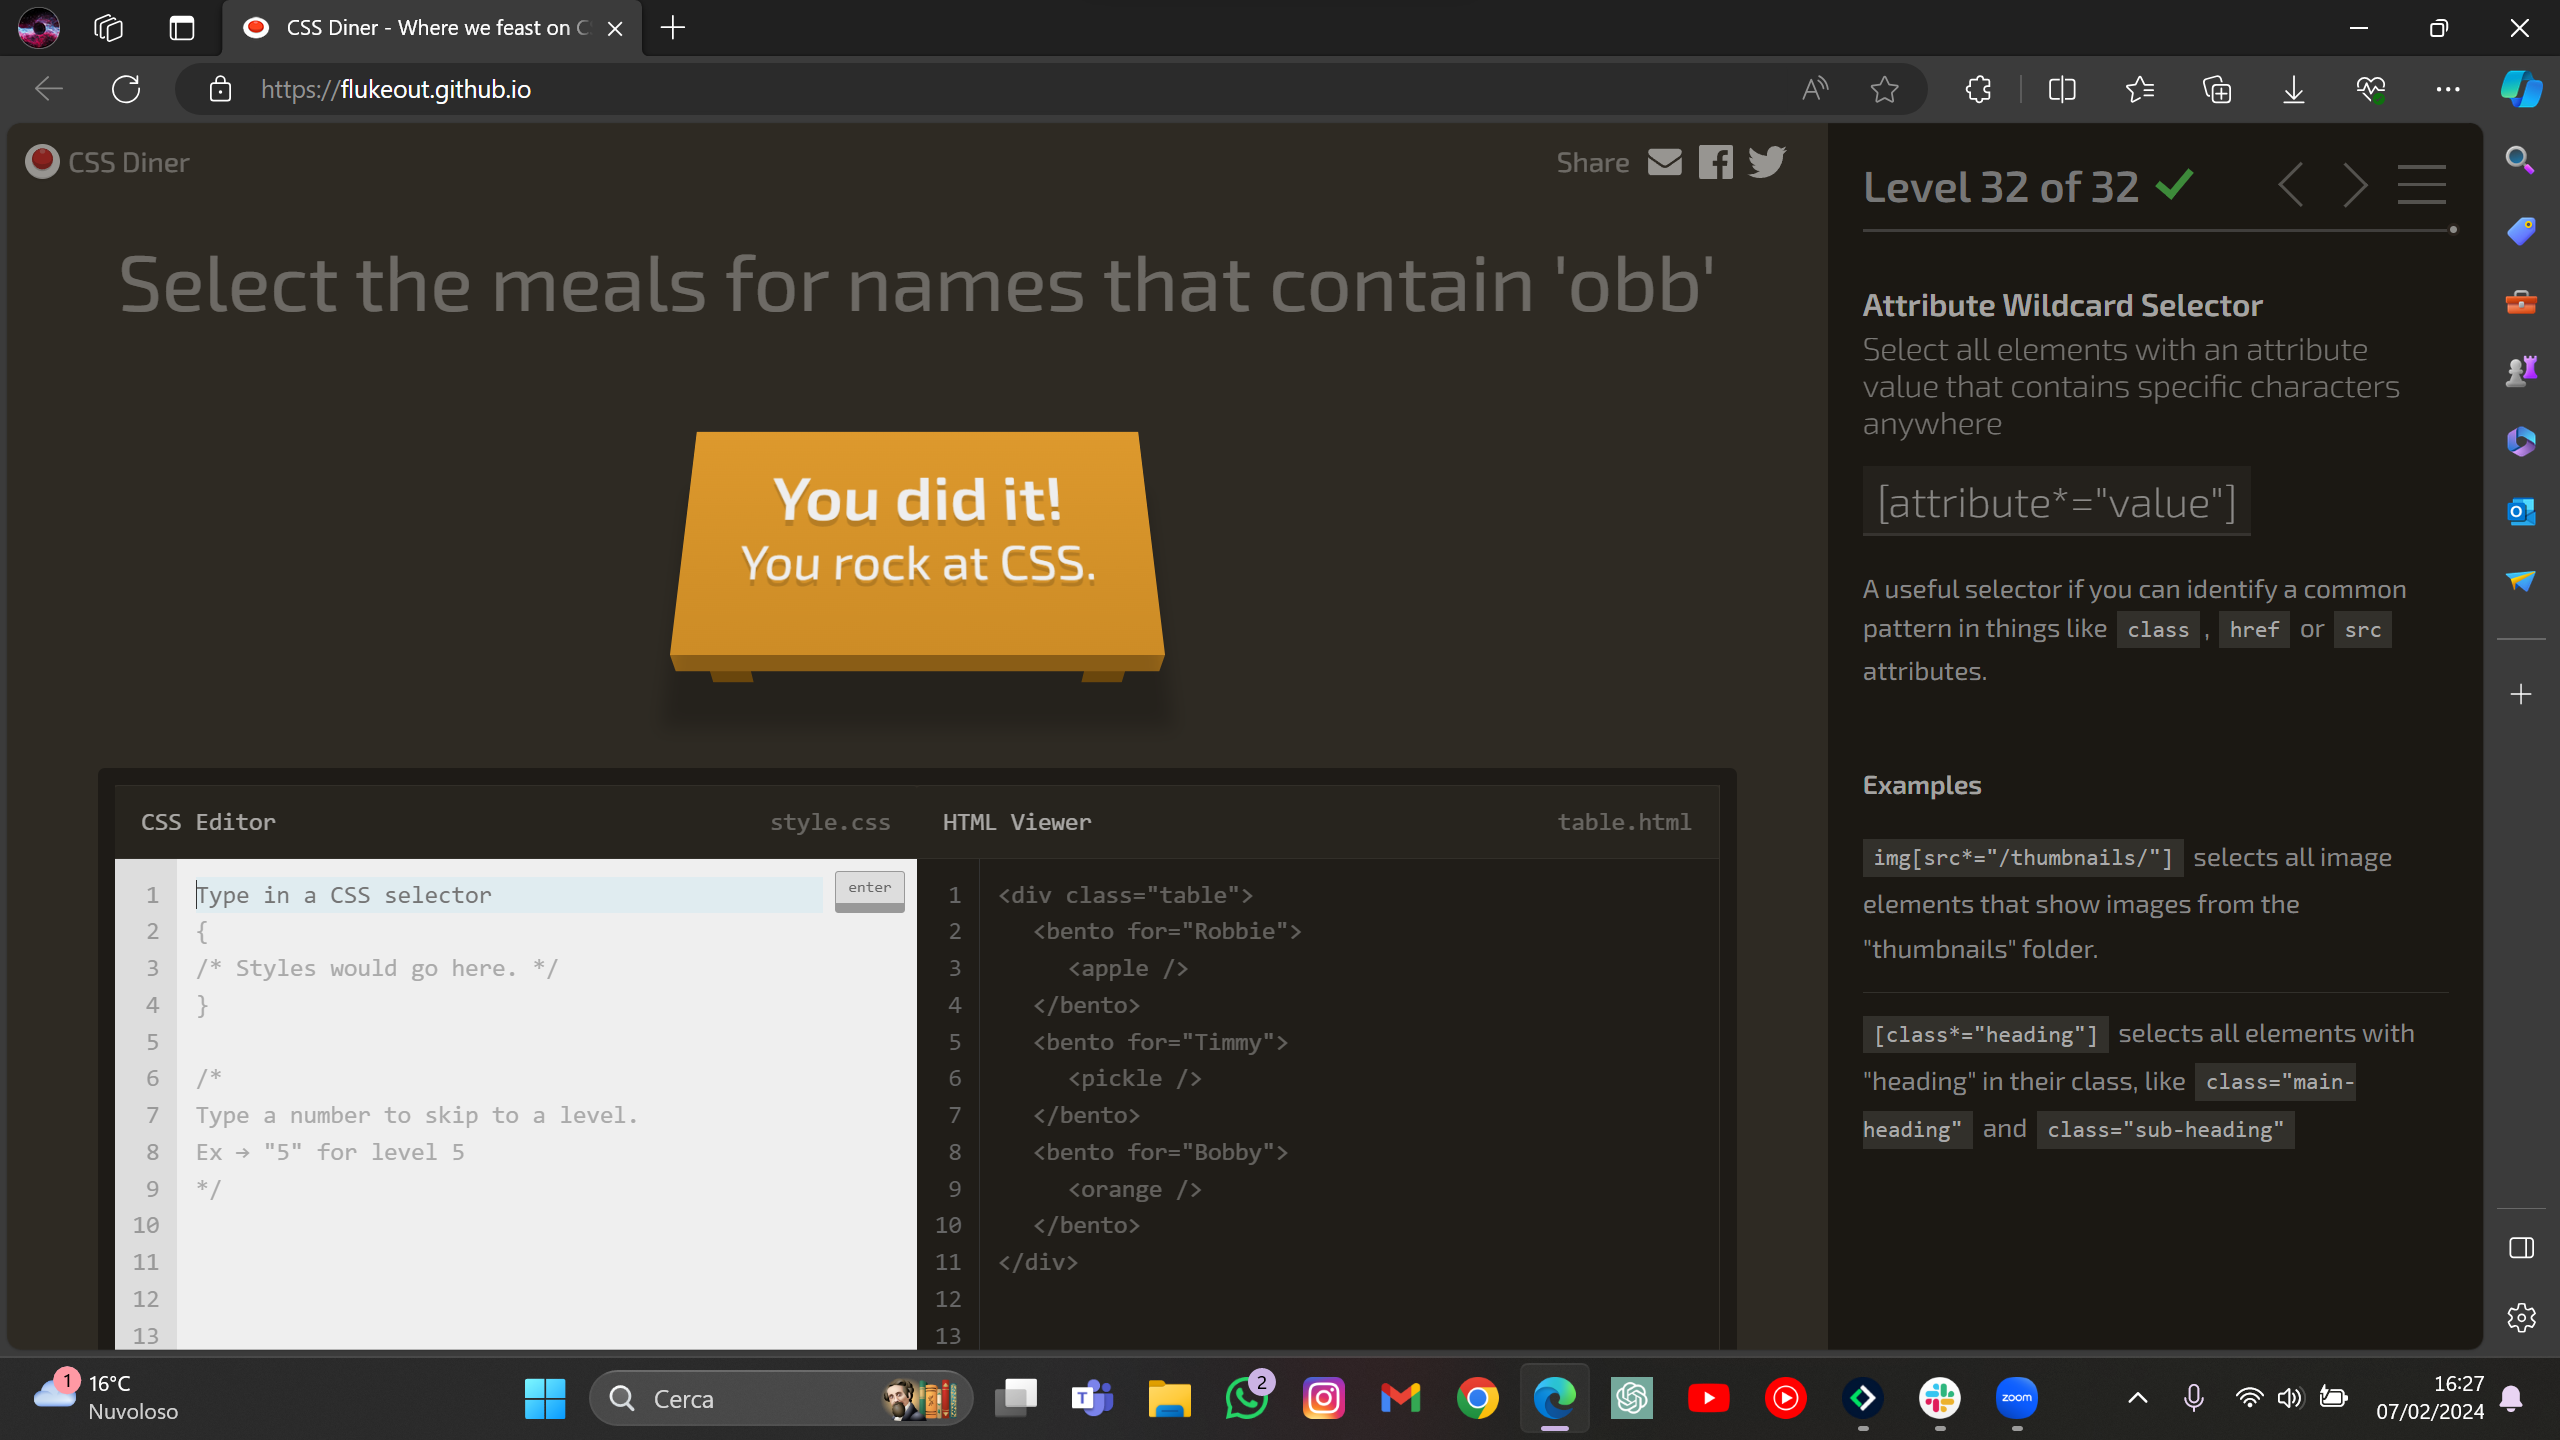 CSS Diner - Where we feast on C
https://flukeout.github.io
CSS Diner
Share
Select the meals for names that contain 'obb'
You did it!
You rock at CSS.
CSS Editor
style.css
1 Type in a CSS selector
enter
2 {
3 /* Styles would go here. */
4 }
5
6 /*
7 Type a number to skip to a level.
8 Ex → "5" for level 5
9 */
10
11
12
13
HTML Viewer
table.html
1 <div class="table">
2 <bento for="Robbie">
3 <apple />
4 </bento>
5 <bento for="Timmy">
6 <pickle />
7 </bento>
8 <bento for="Bobby">
9 <orange />
10 </bento>
11 </div>
12
13
Level 32 of 32
Attribute Wildcard Selector
Select all elements with an attribute
value that contains specific characters
anywhere
[attribute*="value"]
A useful selector if you can identify a common
pattern in things like class , href or src
attributes.
Examples
img[src*="/thumbnails/"] selects all image
elements that show images from the
"thumbnails" folder.
[class*="heading"] selects all elements with
"heading" in their class, like class="main-
heading" and class="sub-heading"
1
16°C
Nuvoloso
Cerca
T
2
zoom
16:27
07/02/2024